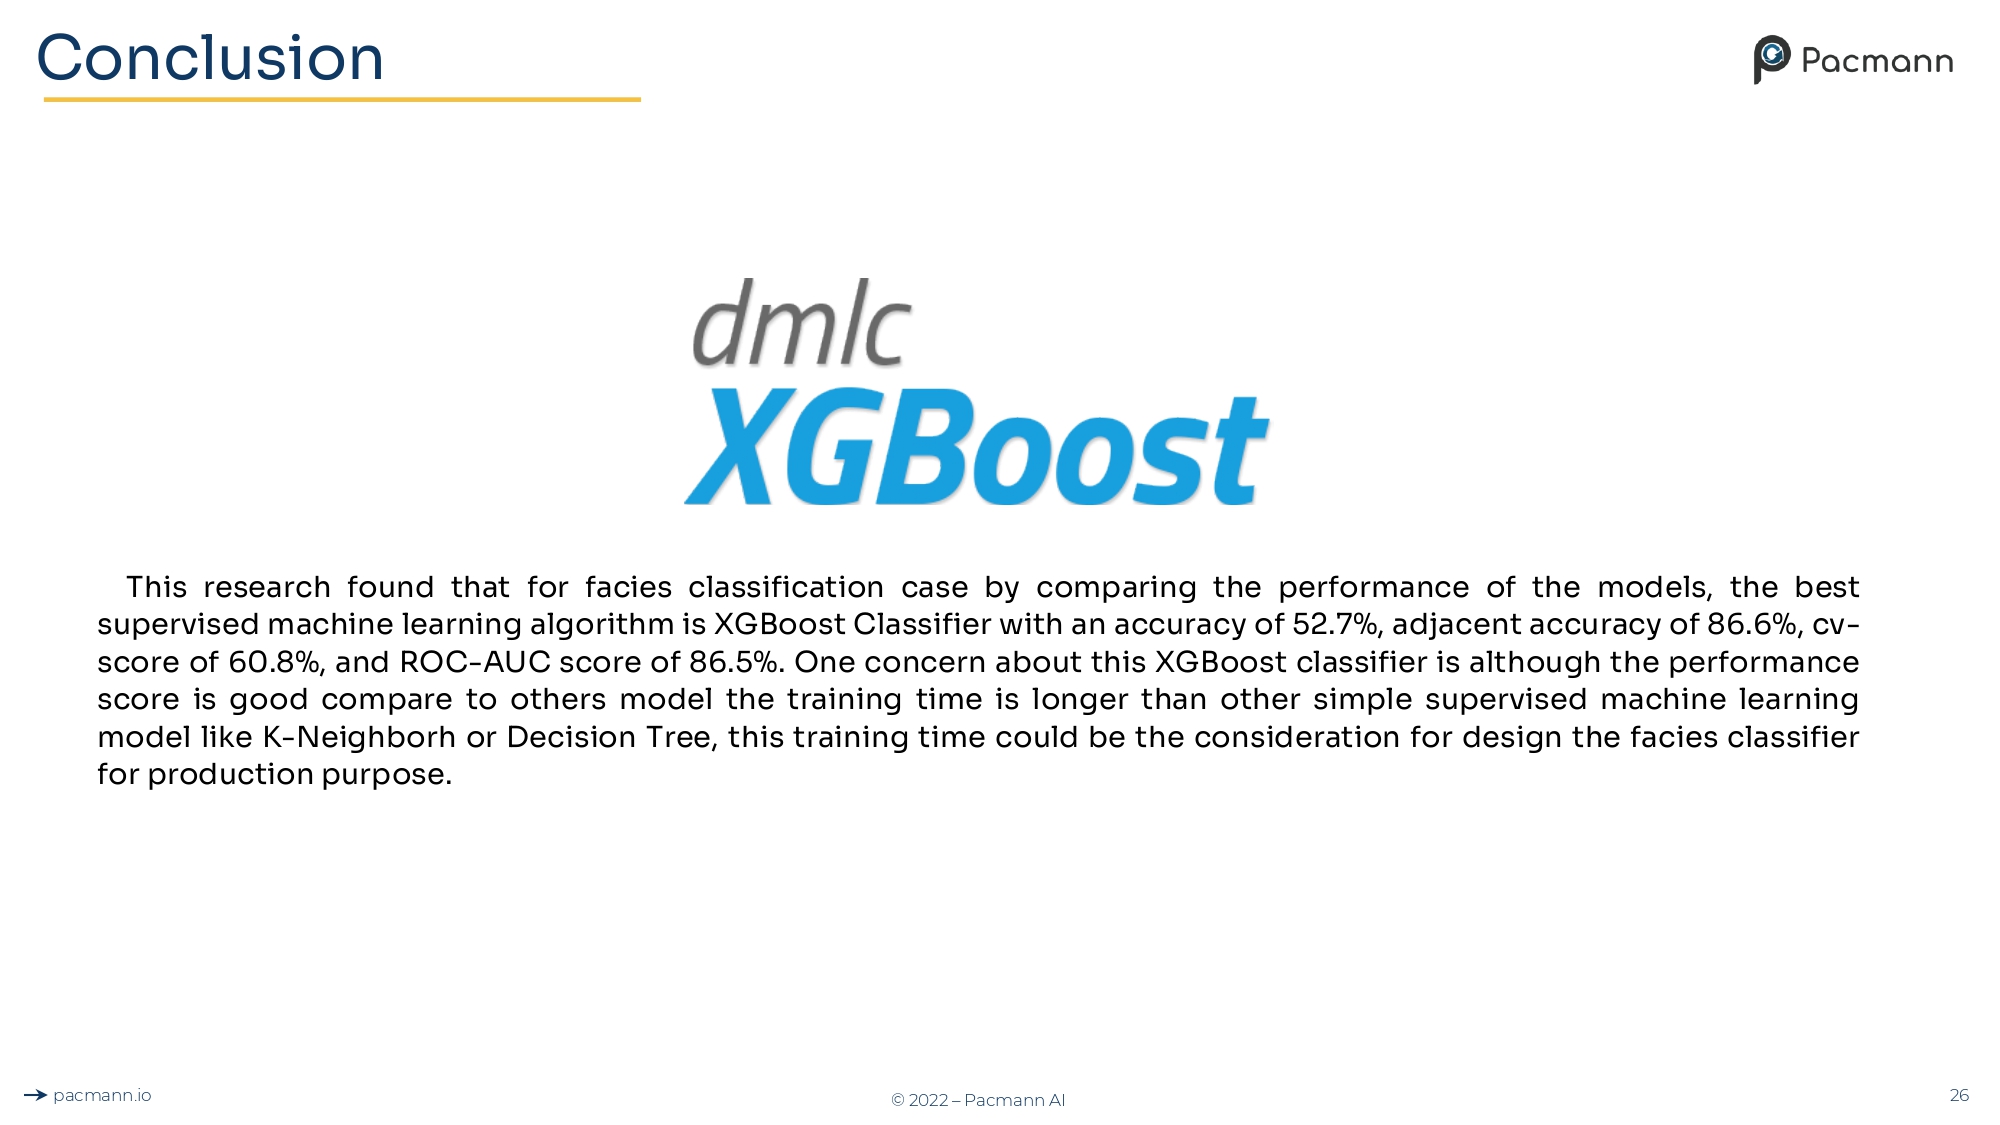 Conclusion
Pacmann
dmlc
XGBoost
This research found that for facies classification case by comparing the performance of the models, the best
supervised machine learning algorithm is XGBoost Classifier with an accuracy of 52.7%, adjacent accuracy of 86.6%, cv-
score of 60.8%, and ROC-AUC score of 86.5%. One concern about this XGBoost classifier is although the performance
score is good compare to others model the training time is longer than other simple supervised machine learning
model like K-Neighborh or Decision Tree, this training time could be the consideration for design the facies classifier
for production purpose.
pacmann.io
© 2022 – Pacmann AI
26